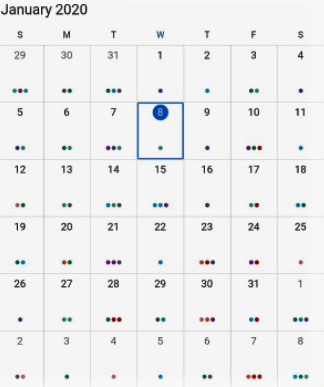 January 2020
S M T W T F S
29 30 31 1 2 3 4
5 6 7 8 9 10 11
12 13 14 15 16 17 18
19 20 21 22 23 24 25
26 27 28 29 30 31 1
2 3 4 5 6 7 8